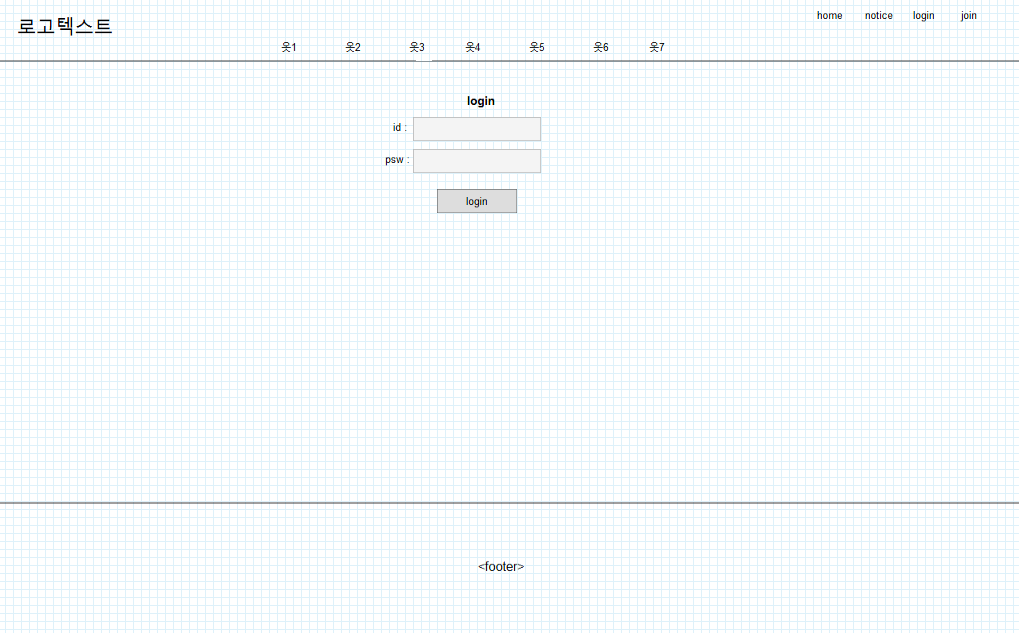 home notice login join
로고텍스트
옷1 옷2 옷3 옷4 옷5 옷6 옷7
login
id :
psw :
login
<footer>